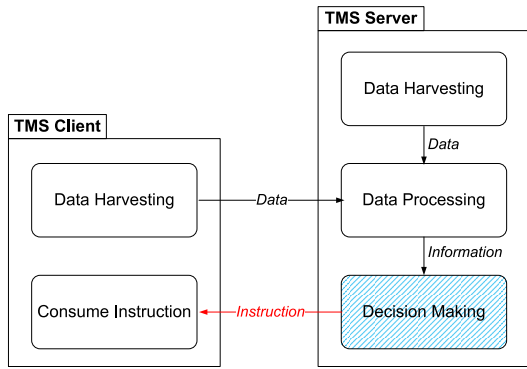 TMS Server
Data Harvesting
Data
TMS Client
Data Harvesting
Data
Data Processing
Information
Consume Instruction
Instruction
Decision Making